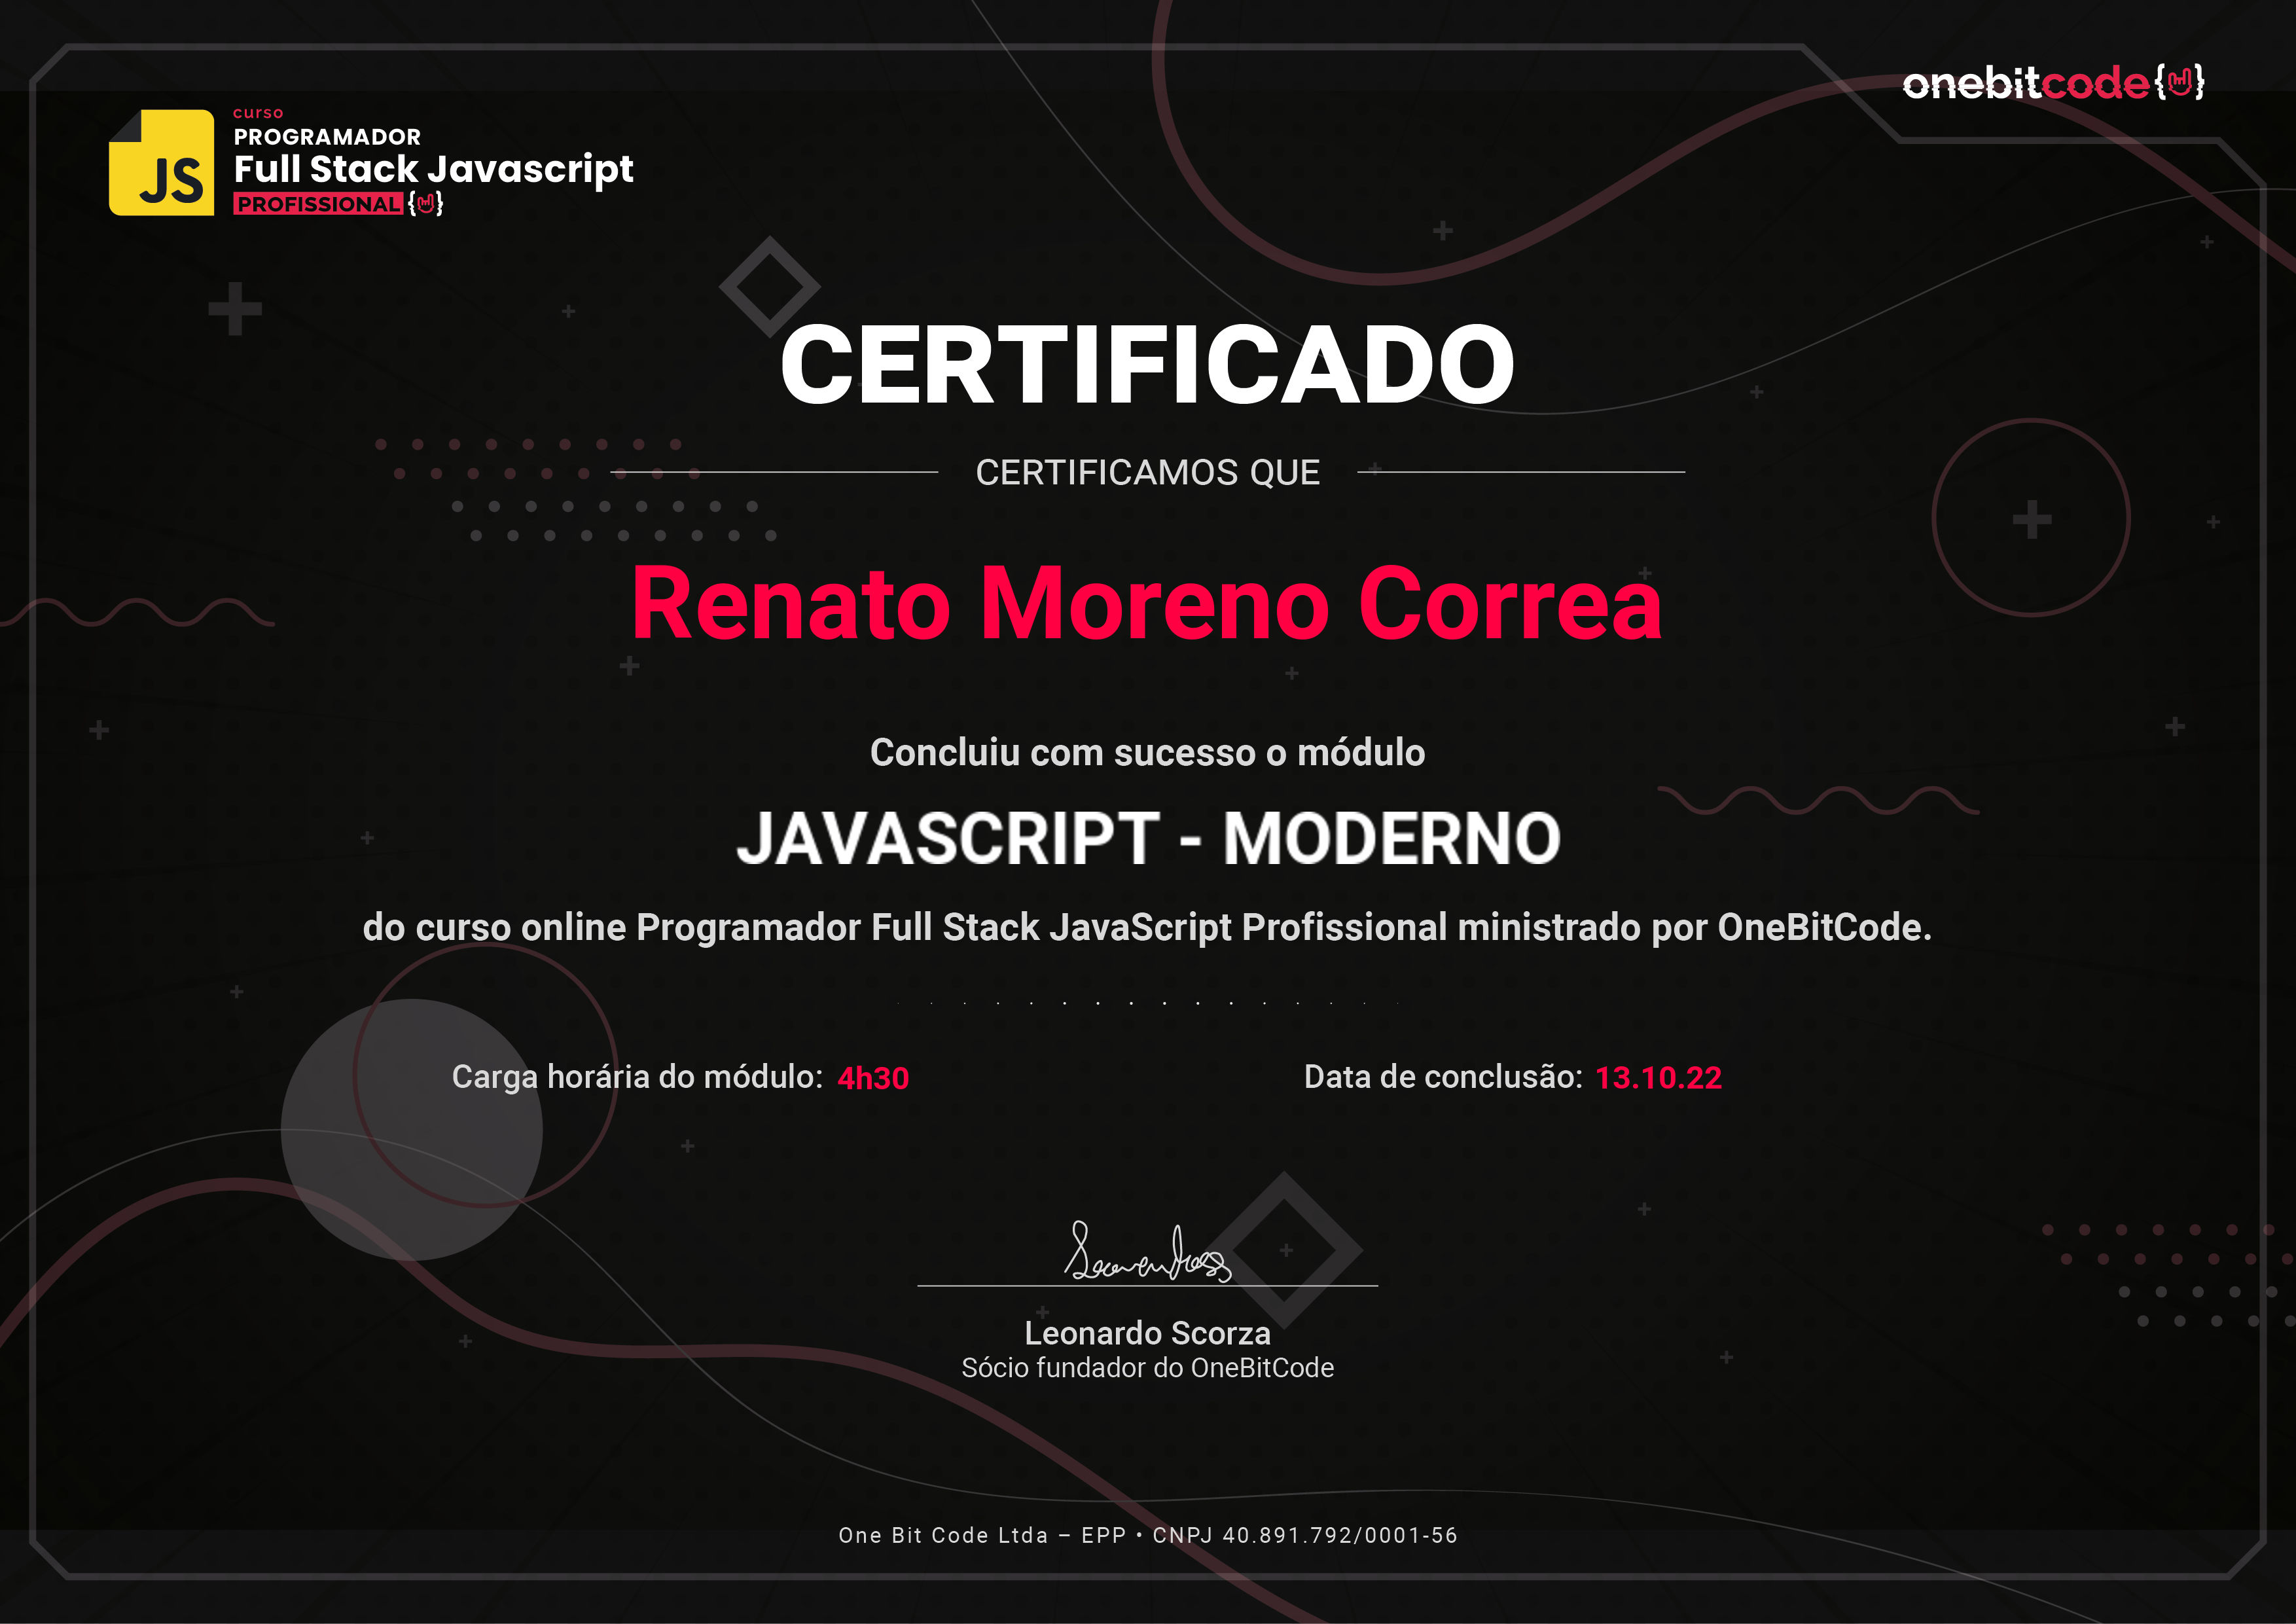 curso
PROGRAMADOR
Full Stack Javascript
PROFISSIONAL
JS
onebitcode
CERTIFICADO
CERTIFICAMOS QUE
Renato Moreno Correa
Concluiu com sucesso o módulo
JAVASCRIPT - MODERNO
do curso online Programador Full Stack JavaScript Profissional ministrado por OneBitCode.
Carga horária do módulo: 4h30
Data de conclusão: 13.10.22
Leonardo Scorza
Sócio fundador do OneBitCode
One Bit Code Ltda – EPP • CNPJ 40.891.792/0001-56